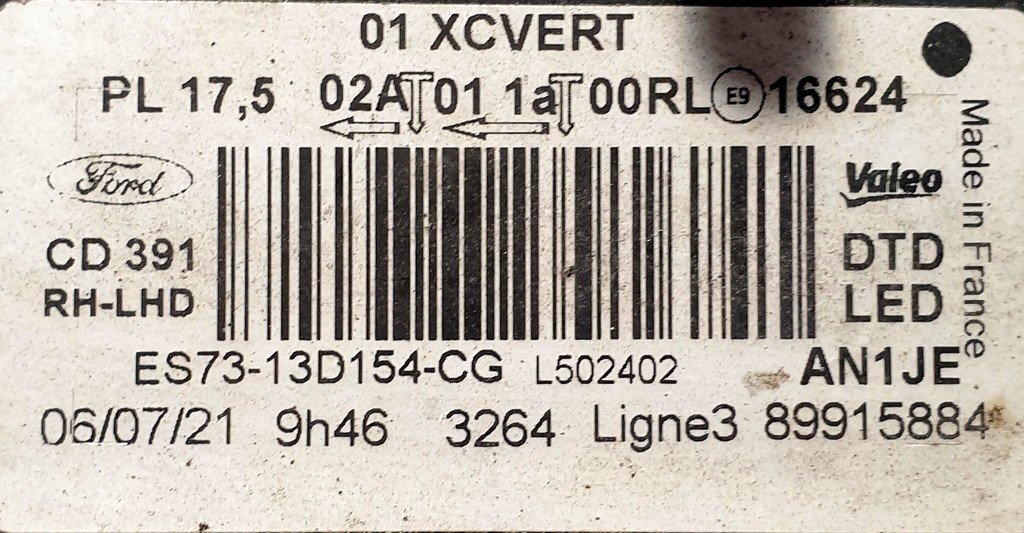 01 XCVERT
PL 17,5 02A 01 1a 00RL E9 16624
Made in France
Ford
Valeo
CD 391
DTD
RH-LHD
LED
ES73-13D154-CG L502402 AN1JE
06/07/21 9h46 3264 Ligne3 89915884